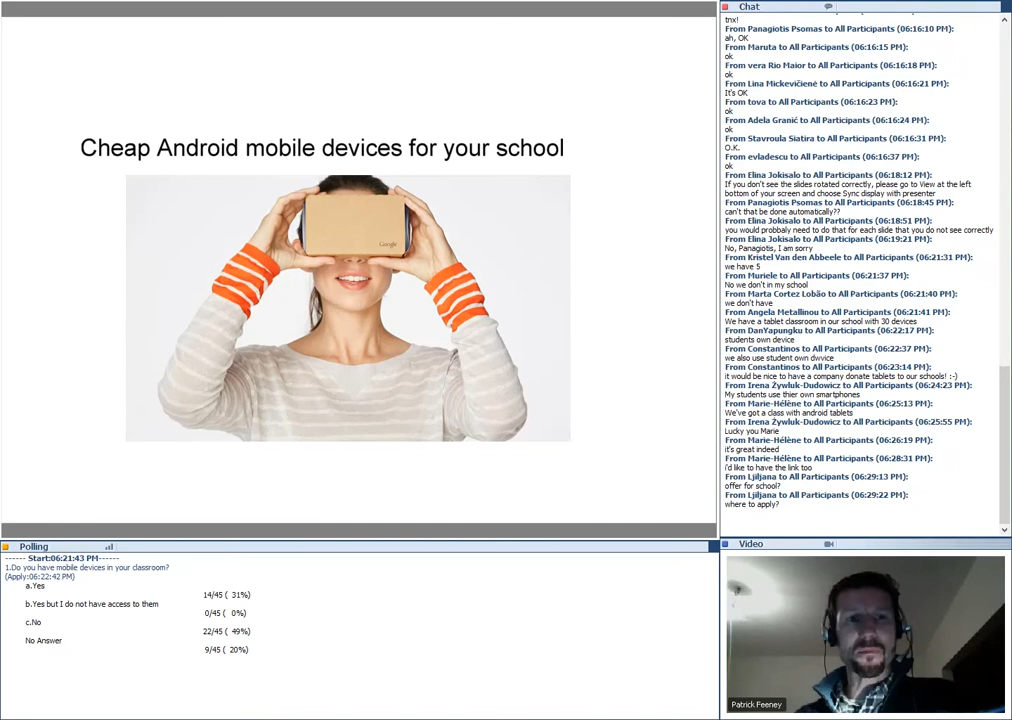 Cheap Android mobile devices for your school
Google
Polling
------ Start:06:21:43 PM------
1.Do you have mobile devices in your classroom?
(Apply:06:22:42 PM)
a.Yes
14/45 ( 31%)
b.Yes but I do not have access to them
0/45 ( 0%)
c.No
22/45 ( 49%)
No Answer
9/45 ( 20%)
Chat
tnx!
From Panagiotis Psomas to All Participants (06:16:10 PM):
ah, OK
From Maruta to All Participants (06:16:15 PM):
ok
From vera Rio Maior to All Participants (06:16:18 PM):
ok
From Lina Mickevičienė to All Participants (06:16:21 PM):
It's OK
From tova to All Participants (06:16:23 PM):
ok
From Adela Granić to All Participants (06:16:24 PM):
ok
From Stavroula Siatira to All Participants (06:16:31 PM):
O.K.
From evladescu to All Participants (06:16:37 PM):
ok
From Elina Jokisalo to All Participants (06:18:12 PM):
If you don't see the slides rotated correctly, please go to View at the left
bottom of your screen and choose Sync display with presenter
From Panagiotis Psomas to All Participants (06:18:45 PM):
can't that be done automatically??
From Elina Jokisalo to All Participants (06:18:51 PM):
you would probbaly need to do that for each slide that you do not see correctly
From Elina Jokisalo to All Participants (06:19:21 PM):
No, Panagiotis, I am sorry
From Kristel Van den Abbeele to All Participants (06:21:31 PM):
we have 5
From Muriele to All Participants (06:21:37 PM):
No we don't in my school
From Marta Cortez Lobão to All Participants (06:21:40 PM):
we don't have
From Angela Metallinou to All Participants (06:21:41 PM):
We have a tablet classroom in our school with 30 devices
From DanYapungku to All Participants (06:22:17 PM):
students own device
From Constantinos to All Participants (06:22:37 PM):
we also use student own dwvice
From Constantinos to All Participants (06:23:14 PM):
it would be nice to have a company donate tablets to our schools! :-)
From Irena Żywluk-Dudowicz to All Participants (06:24:23 PM):
My students use thier own smartphones
From Marie-Hélène to All Participants (06:25:13 PM):
We've got a class with android tablets
From Irena Żywluk-Dudowicz to All Participants (06:25:55 PM):
Lucky you Marie
From Marie-Hélène to All Participants (06:26:19 PM):
it's great indeed
From Marie-Hélène to All Participants (06:28:31 PM):
i'd like to have the link too
From Ljiljana to All Participants (06:29:13 PM):
offer for school?
From Ljiljana to All Participants (06:29:22 PM):
where to apply?
Video
Patrick Feeney